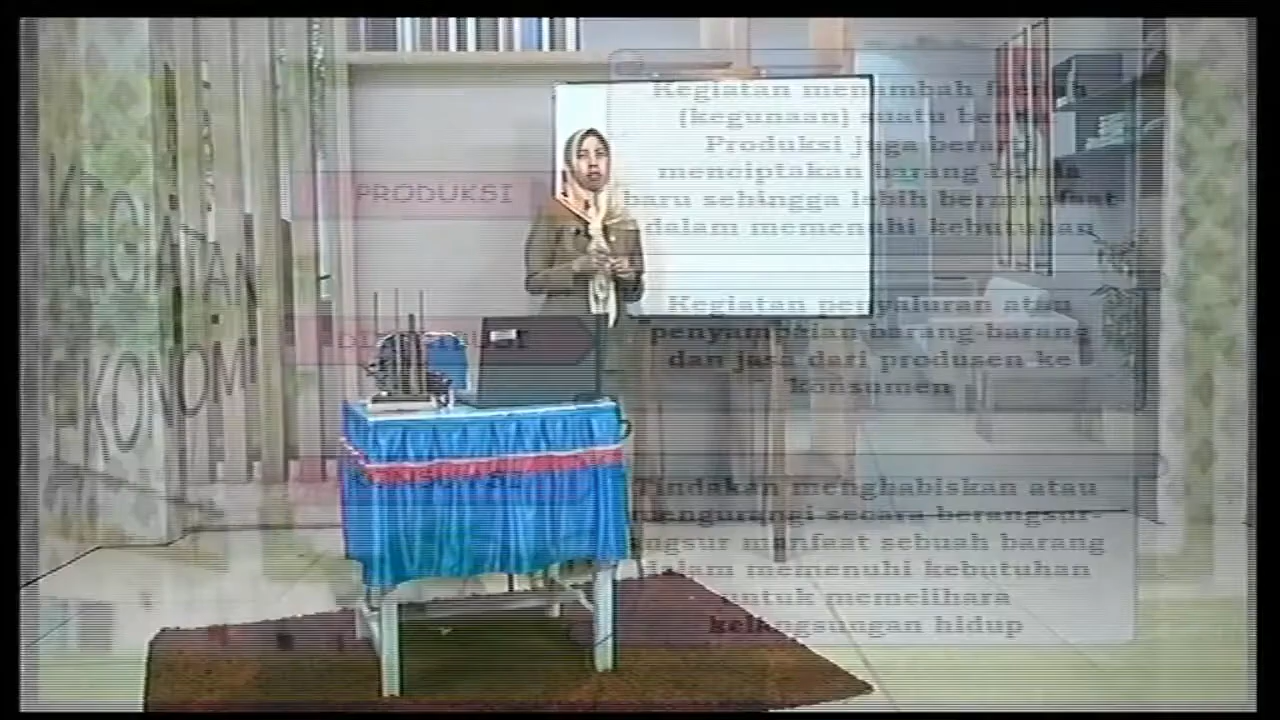 KEGIATAN
EKONOMI
PRODUKSI
Kegiatan menambah faedah
(kegunaan) suatu benda
Produksi juga berarti
menciptakan barang benda
baru sehingga lebih bermanfaat
dalam memenuhi kebutuhan
DISTRIBUSI
Kegiatan penyaluran atau
penyampaian barang-barang
dan jasa dari produsen ke
konsumen
KONSUMSI
Tindakan menghabiskan atau
mengurangi secara berangsur-
angsur manfaat sebuah barang
dalam memenuhi kebutuhan
untuk memelihara
kelangsungan hidup